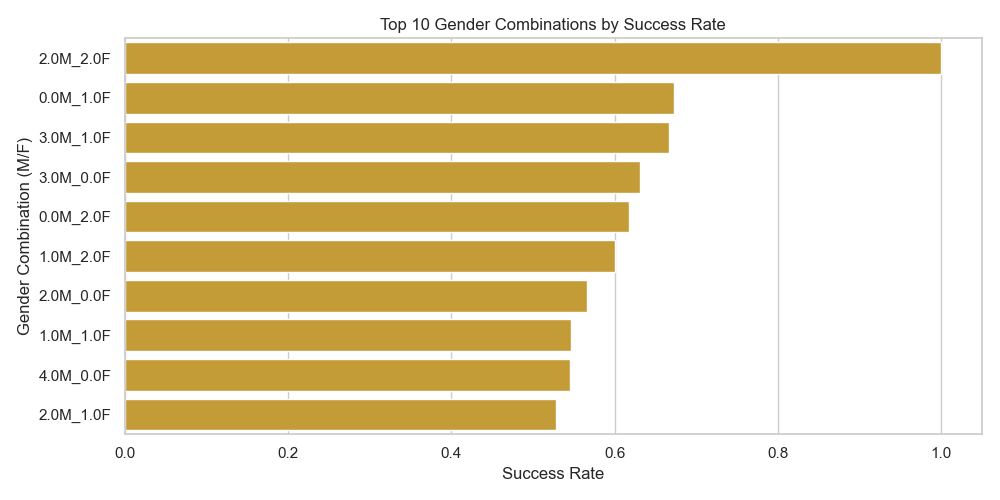 Top 10 Gender Combinations by Success Rate
Gender Combination (M/F)
2.0M_2.0F
0.0M_1.0F
3.0M_1.0F
3.0M_0.0F
0.0M_2.0F
1.0M_2.0F
2.0M_0.0F
1.0M_1.0F
4.0M_0.0F
2.0M_1.0F
0.0 0.2 0.4 0.6 0.8 1.0
Success Rate